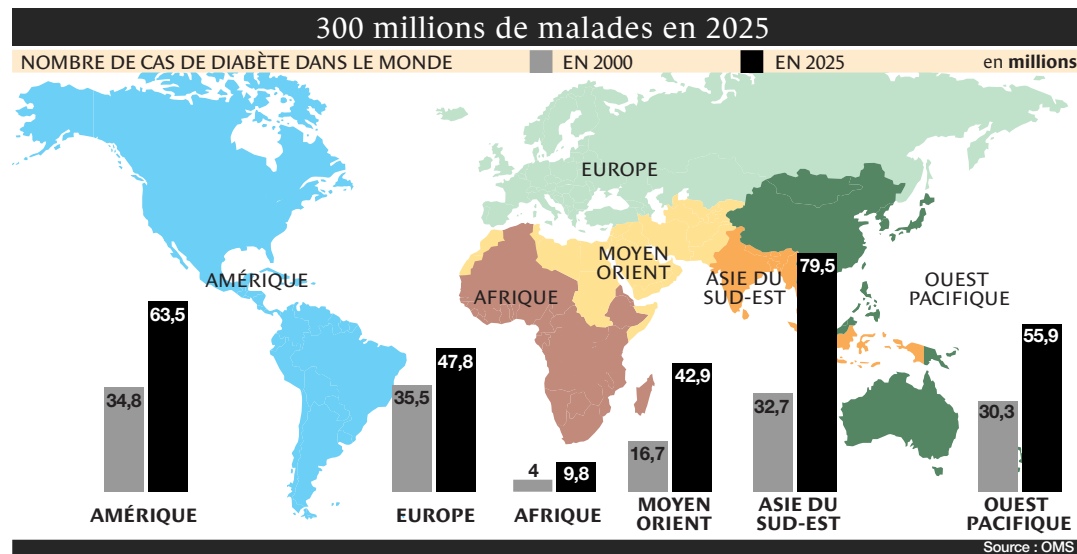 300 millions de malades en 2025
NOMBRE DE CAS DE DIABÈTE DANS LE MONDE EN 2000 EN 2025 en millions
EUROPE
MOYEN
ORIENT
AMÉRIQUE
AFRIQUE
ASIE DU
SUD-EST
OUEST
PACIFIQUE
34,8
63,5
35,5
47,8
4
9,8
16,7
42,9
32,7
79,5
30,3
55,9
AMÉRIQUE
EUROPE
AFRIQUE
MOYEN
ORIENT
ASIE DU
SUD-EST
OUEST
PACIFIQUE
Source : OMS